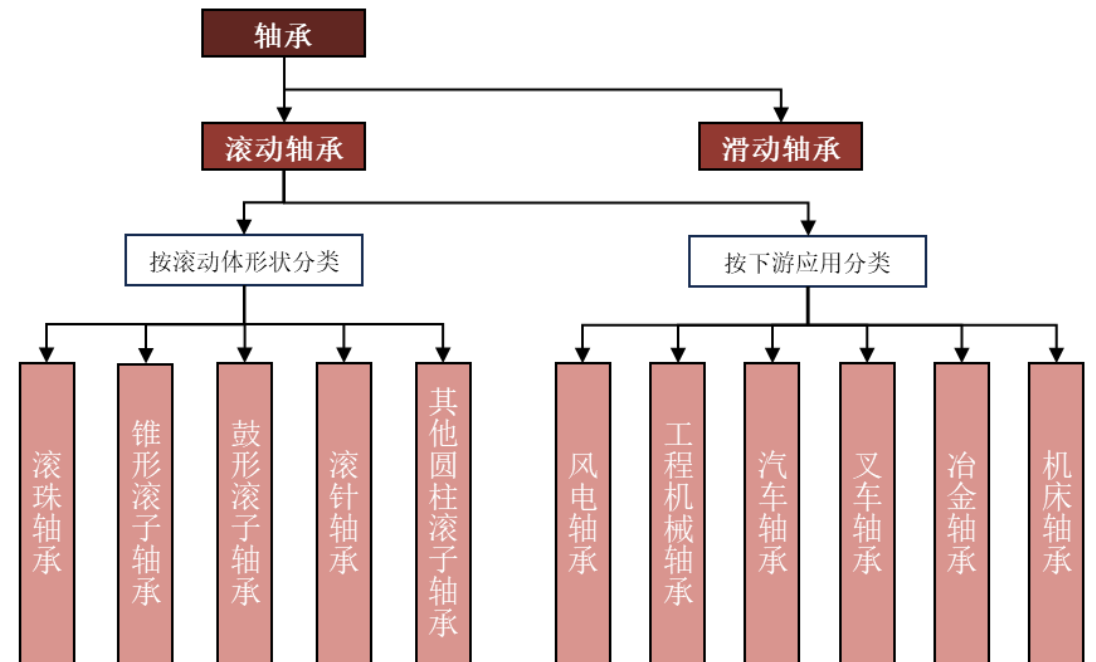 轴承
滚动轴承
滑动轴承
按滚动体形状分类
按下游应用分类
滚珠轴承
锥形滚子轴承
鼓形滚子轴承
滚针轴承
其他圆柱滚子轴承
风电轴承
工程机械轴承
汽车轴承
叉车轴承
冶金轴承
机床轴承